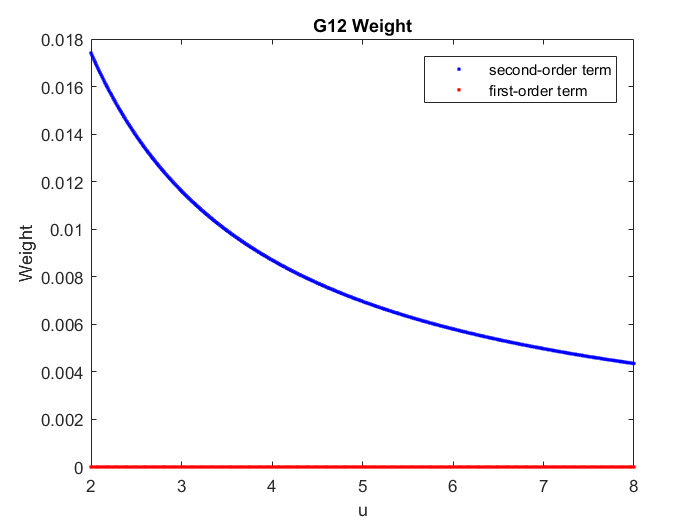 G12 Weight
0.018
0.016
0.014
0.012
0.01
0.008
0.006
0.004
0.002
0
Weight
second-order term
first-order term
2 3 4 5 6 7 8
u